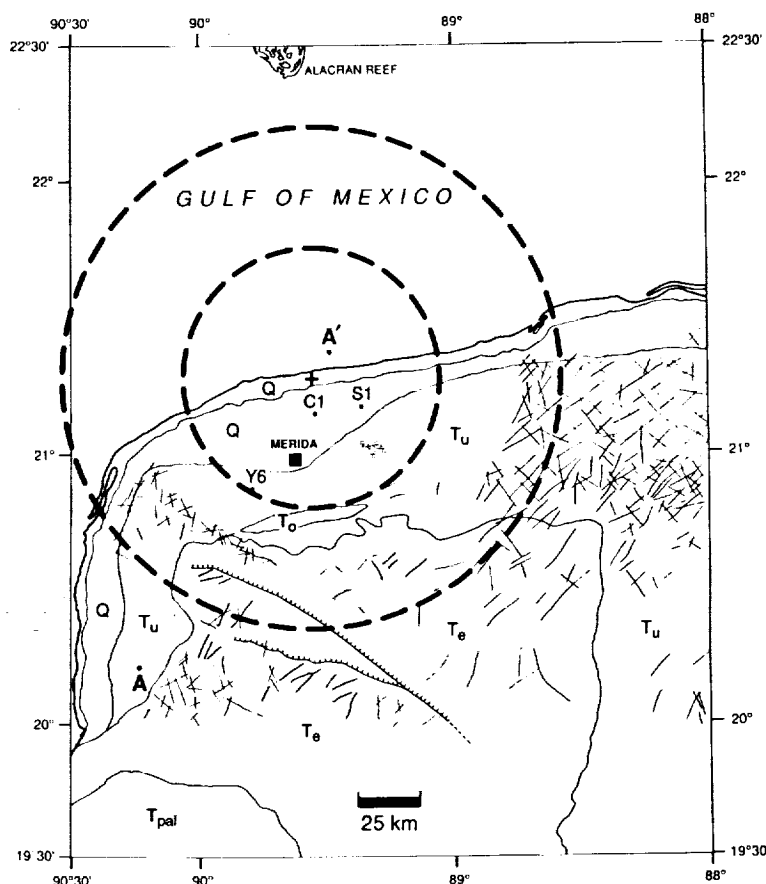 90°30'
90°
89°
88°
22°30'
22°30'
ALACRAN REEF
22°
22°
GULF OF MEXICO
A'
Q
C1
S1
Q
MERIDA
Tu
21°
21°
Y6
To
Q
Tu
Te
Tu
A
20°
20°
Te
Tpal
25 km
19 30'
19°30'
90°30'
90°
89°
88°